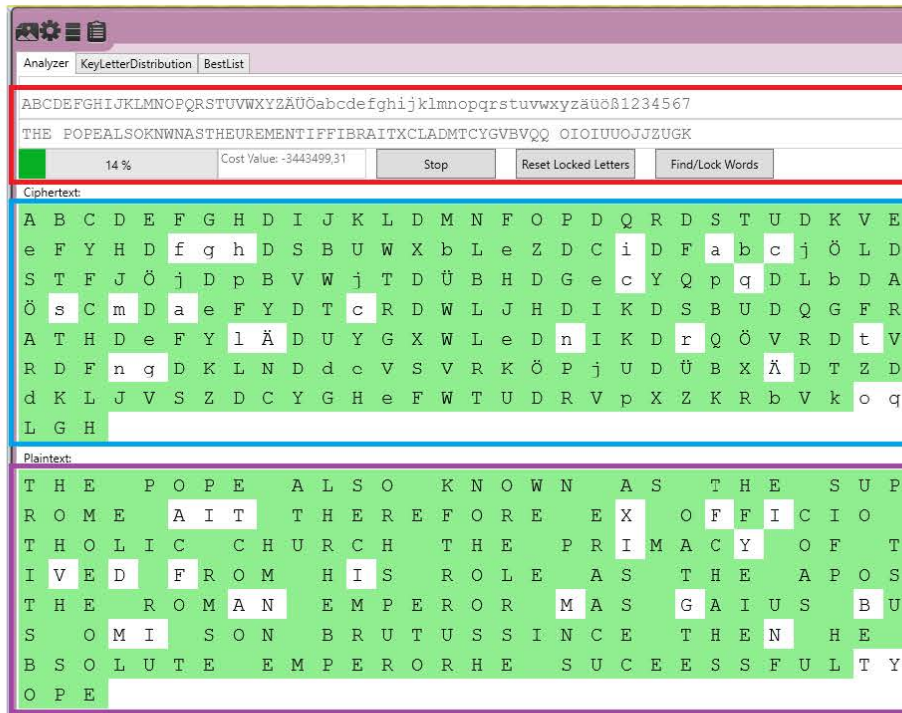 Analyzer KeyLetterDistribution BestList
ABCDEFGHIJKLMNOPQRSTUVWXYZÄÜÖabcdefghijklmnopqrstuvwxyzäüöß1234567
THE POPEALSOKNWNASTHEUREMENTIFFIBRAITXCLADMTCYGVBVQQ OIOIUUOJJZUGK
14 % Cost Value: -3443499,31 Stop Reset Locked Letters Find/Lock Words
Ciphertext:
A B C D E F G H D I J K L D M N F O P D Q R D S T U D K V E
e F Y H D f g h D S B U W X b L e Z D C i D F a b c j Ö L D
S T F J Ö j D p B V W j T D Ü B H D G e c Y Q p q D L b D A
Ö s C m D a e F Y D T c R D W L J H D I K D S B U D Q G F R
A T H D e F Y l Ä D U Y G X W L e D n I K D r Q Ö V R D t V
R D F n g D K L N D d c V S V R K Ö P j U D Ü B X Ä D T Z D
d K L J V S Z D C Y G H e F W T U D R V p X Z K R b V k o q
L G H
Plaintext:
T H E P O P E A L S O K N O W N A S T H E S U P
R O M E A I T T H E R E F O R E E X O F F I C I O
T H O L I C C H U R C H T H E P R I M A C Y O F T
I V E D F R O M H I S R O L E A S T H E A P O S
T H E R O M A N E M P E R O R M A S G A I U S B U
S O M I S O N B R U T U S S I N C E T H E N H E
B S O L U T E E M P E R O R H E S U C E E S S F U L T Y
O P E